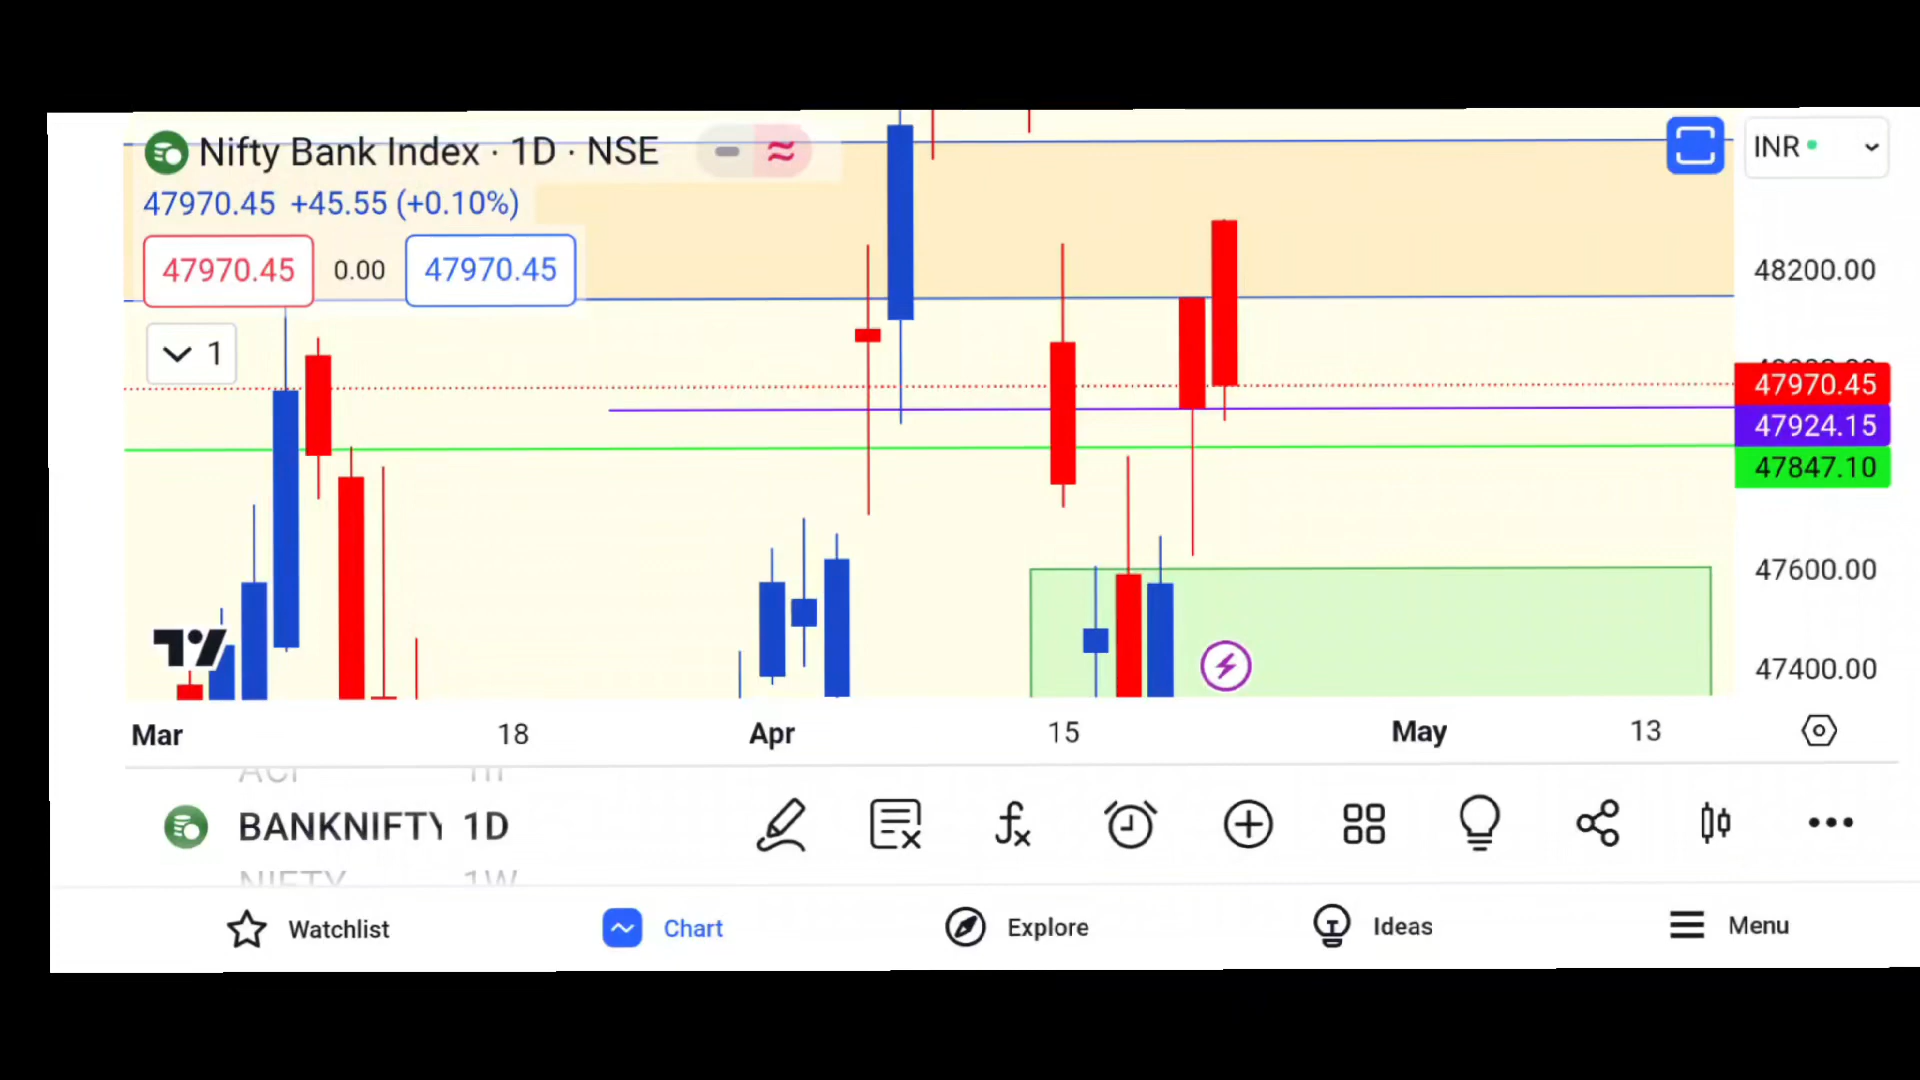 Nifty Bank Index · 1D · NSE
INR
47970.45 +45.55 (+0.10%)
47970.45 0.00 47970.45
48200.00
1
47970.45
47924.15
47847.10
47600.00
47400.00
Mar 18 Apr 15 May 13
BANKNIFTY 1D
NIFTY 1W
Watchlist Chart Explore Ideas Menu